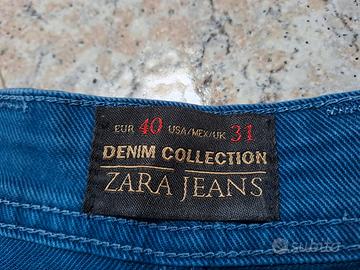 EUR 40 USA/MEX/UK 31
DENIM COLLECTION
ZARA JEANS
subito